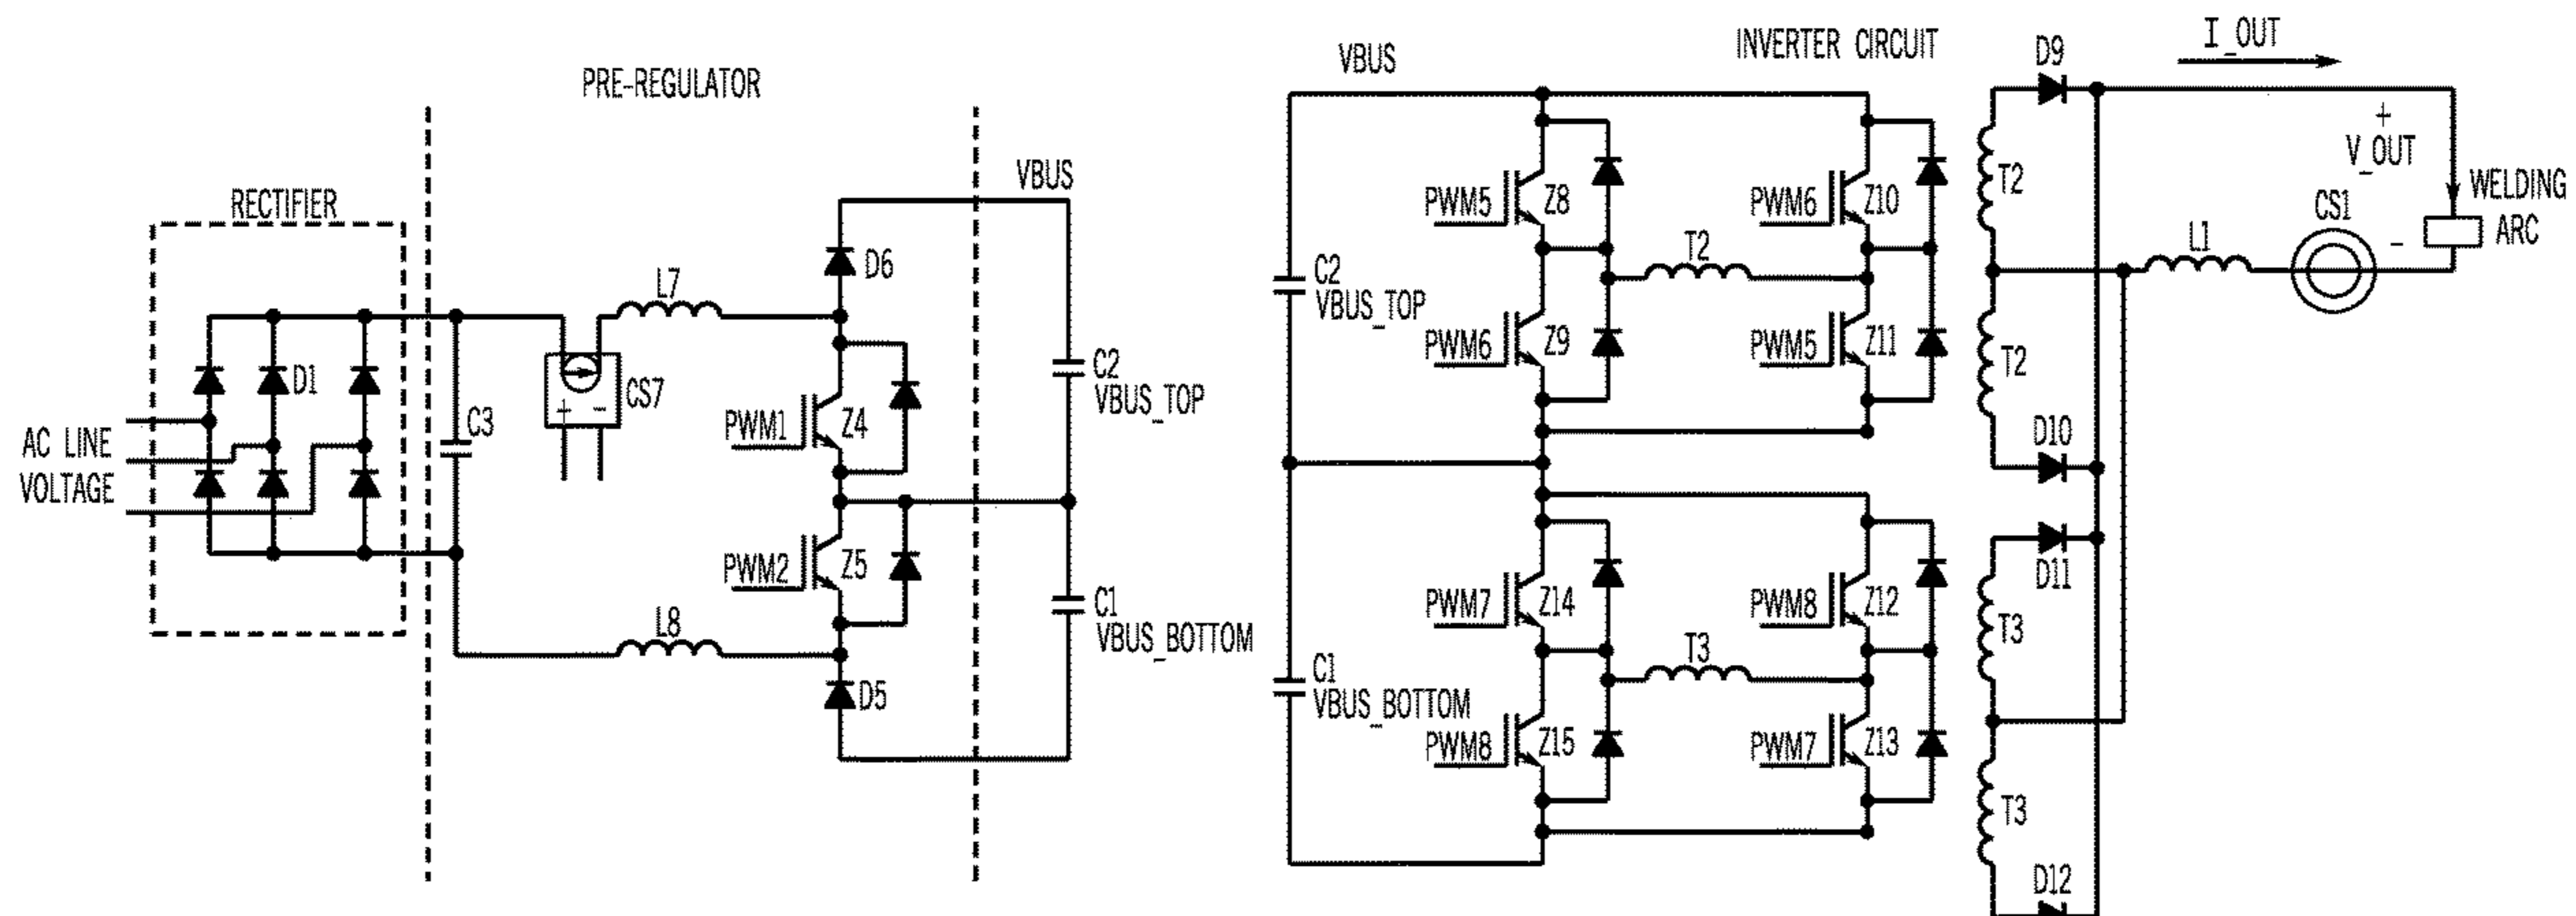 PRE-REGULATOR
RECTIFIER
AC LINE
VOLTAGE
D1
C3
CS7
+ -
L7
L8
D6
PWM1
Z4
PWM2
Z5
D5
VBUS
C2
VBUS_TOP
C1
VBUS_BOTTOM
INVERTER CIRCUIT
VBUS
C2
VBUS_TOP
C1
VBUS_BOTTOM
PWM5
Z8
PWM6
Z10
T2
PWM6
Z9
PWM5
Z11
PWM7
Z14
PWM8
Z12
T3
PWM8
Z15
PWM7
Z13
D9
T2
T2
D10
D11
T3
T3
D12
I_OUT
+
V_OUT
-
WELDING
ARC
L1
CS1